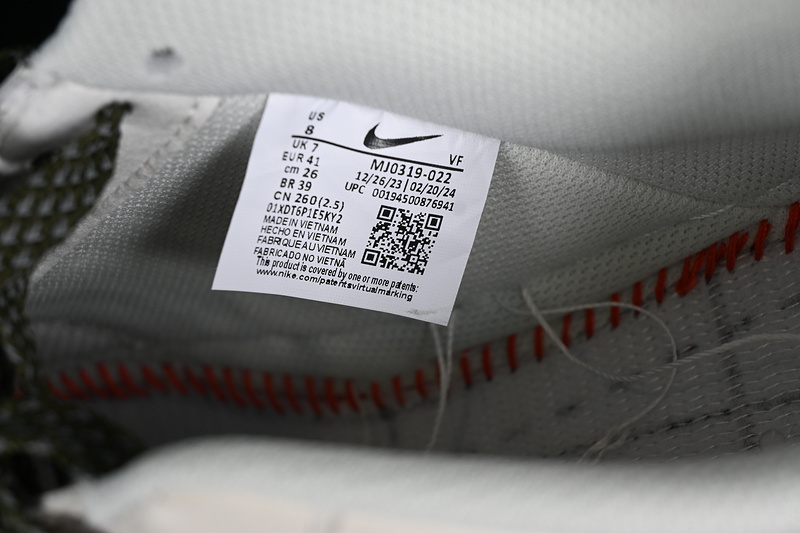 US
8
UK 7
EUR 41
cm 26
BR 39
CN 260(2.5)
01XDT6P1E5KY2
MADE IN VIETNAM
HECHO EN VIETNAM
FABRIQUE AU VIETNAM
FABRICADO NO VIETNÃ
This product is covered by one or more patents:
www.nike.com/patentsvirtualmarking
VF
MJ0319-022
12/26/23 | 02/20/24
UPC 00194500876941